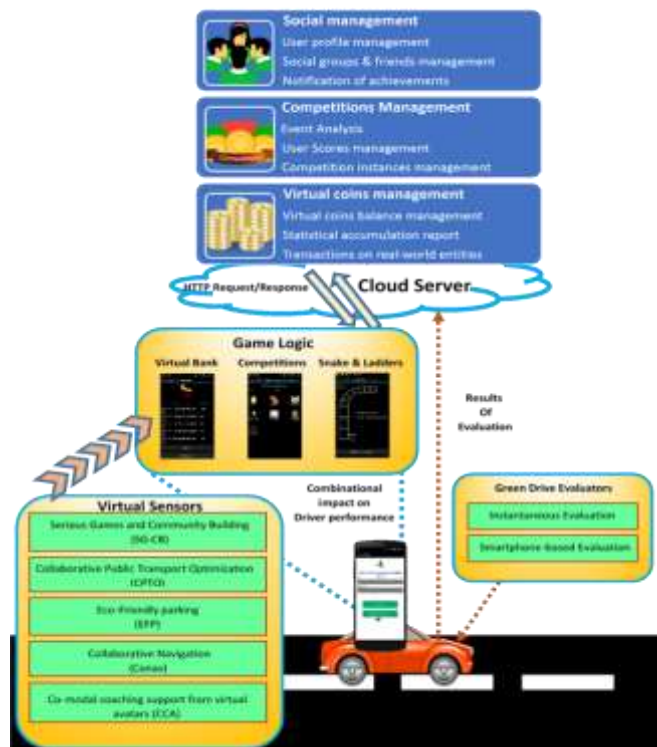 Social management
User profile management
Social groups & friends management
Notification of achievements
Competitions Management
Event Analysis
User Scores management
Competition instances management
Virtual coins management
Virtual coins balance management
Statistical accumulation report
Transactions on real-world entities
HTTP Request/Response
Cloud Server
Game Logic
Virtual Bank
Competitions
Snake & Ladders
Results
Of
Evaluation
Combinational
impact on
Driver performance
Green Drive Evaluators
Instantaneous Evaluation
Smartphone-based Evaluation
Virtual Sensors
Serious Games and Community Building
(SG-CB)
Collaborative Public Transport Optimization
(CPTO)
Eco-Friendly parking
(EFP)
Collaborative Navigation
(Conav)
Co-modal coaching support from virtual
avatars (CCA)